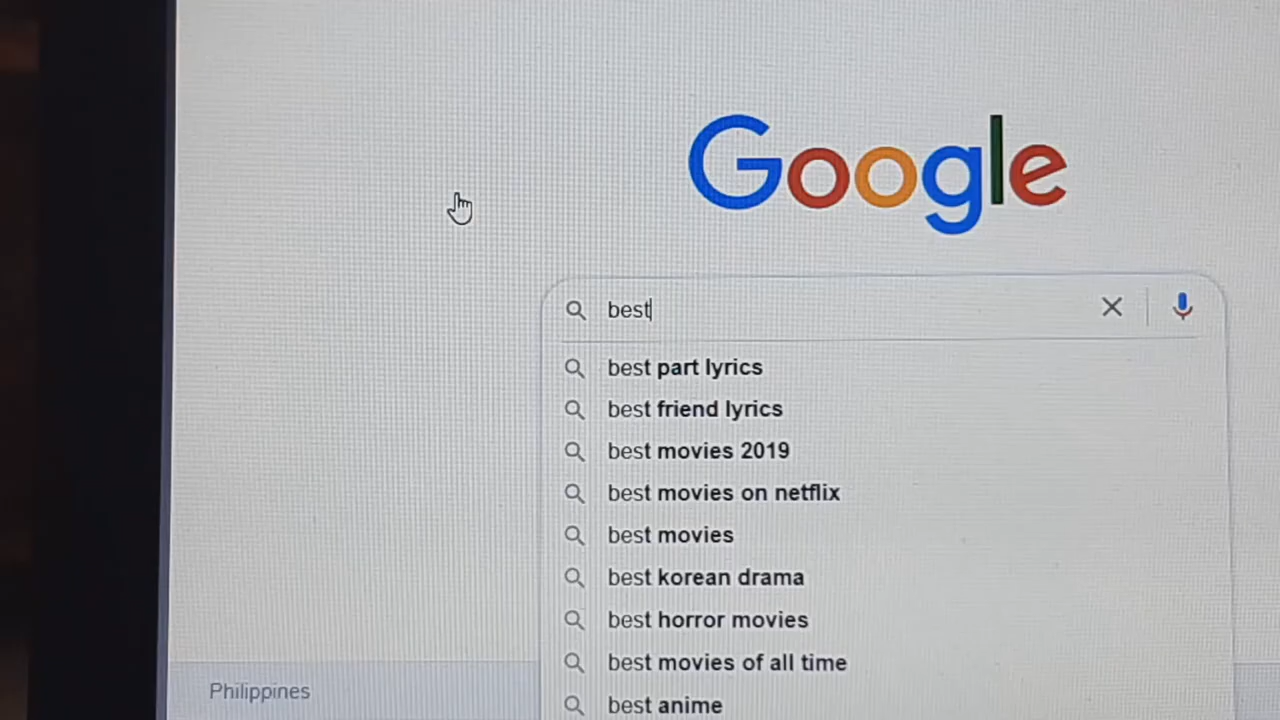 Google
best
best part lyrics
best friend lyrics
best movies 2019
best movies on netflix
best movies
best korean drama
best horror movies
best movies of all time
best anime
Philippines